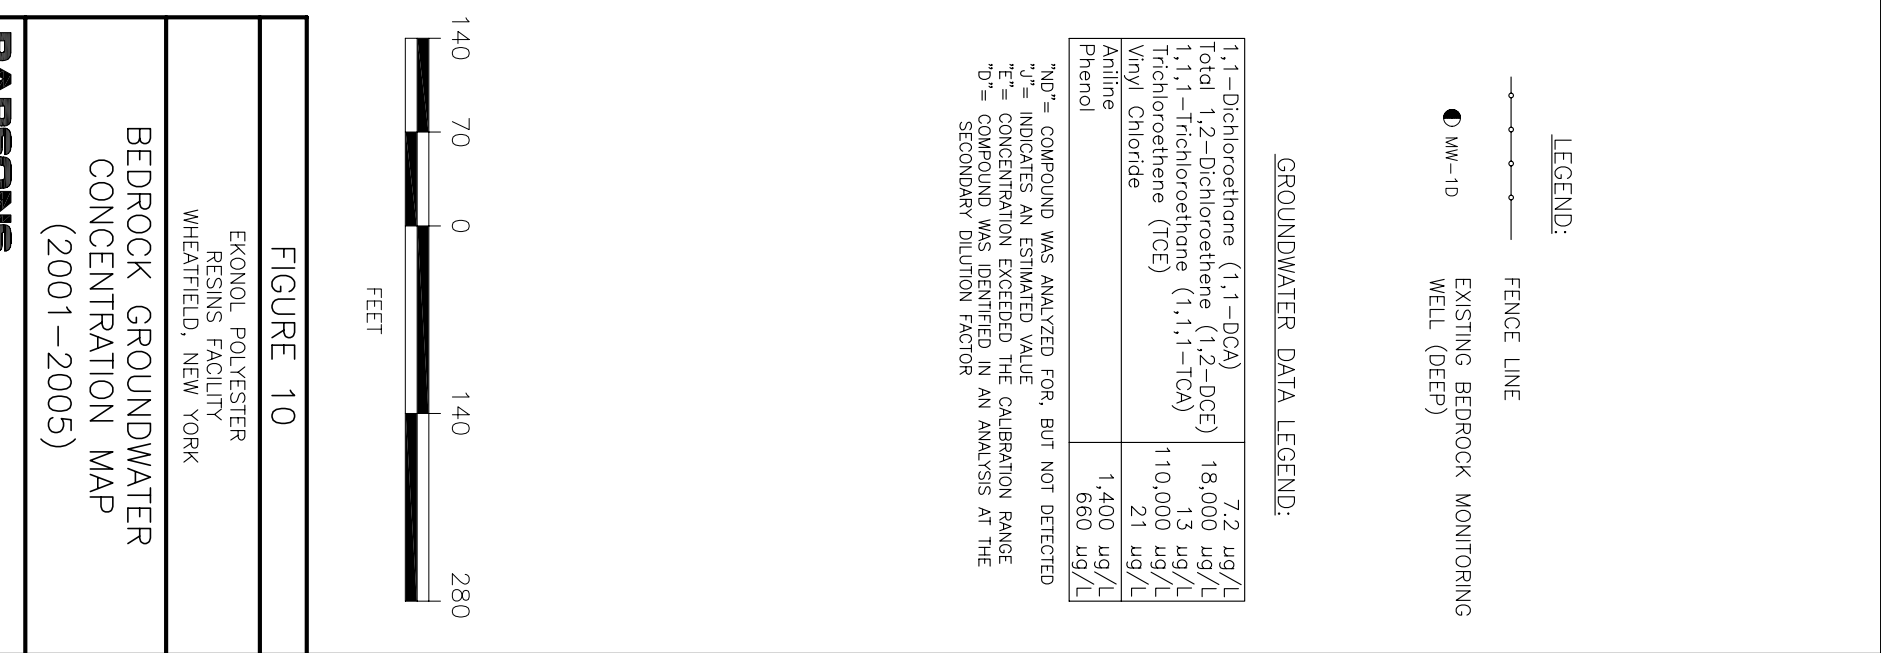 LEGEND:
FENCE LINE
MW-1D
EXISTING BEDROCK MONITORING
WELL (DEEP)
GROUNDWATER DATA LEGEND:
1,1-Dichloroethane (1,1-DCA) 7.2 µg/L
Total 1,2-Dichloroethene (1,2-DCE) 18,000 µg/L
1,1,1-Trichloroethane (1,1,1-TCA) 13 µg/L
Trichloroethene (TCE) 110,000 µg/L
Vinyl Chloride 21 µg/L
Aniline 1,400 µg/L
Phenol 660 µg/L
"ND"= COMPOUND WAS ANALYZED FOR, BUT NOT DETECTED
"J"= INDICATES AN ESTIMATED VALUE
"E"= CONCENTRATION EXCEEDED THE CALIBRATION RANGE
"D"= COMPOUND WAS IDENTIFIED IN AN ANALYSIS AT THE
SECONDARY DILUTION FACTOR
140 70 0 140 280
FEET
FIGURE 10
EKONOL POLYESTER
RESINS FACILITY
WHEATFIELD, NEW YORK
BEDROCK GROUNDWATER
CONCENTRATION MAP
(2001-2005)
PARSONS